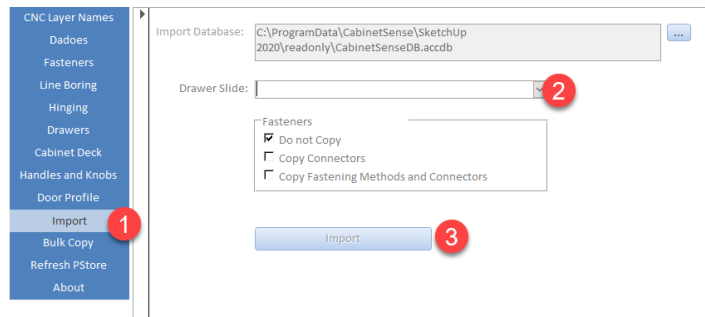 CNC Layer Names
Dadoes
Fasteners
Line Boring
Hinging
Drawers
Cabinet Deck
Handles and Knobs
Door Profile
Import
1
Bulk Copy
Refresh PStore
About
Import Database:
C:\ProgramData\CabinetSense\SketchUp
2020\readonly\CabinetSenseDB.accdb
...
Drawer Slide:
2
Fasteners
Do not Copy
Copy Connectors
Copy Fastening Methods and Connectors
Import
3